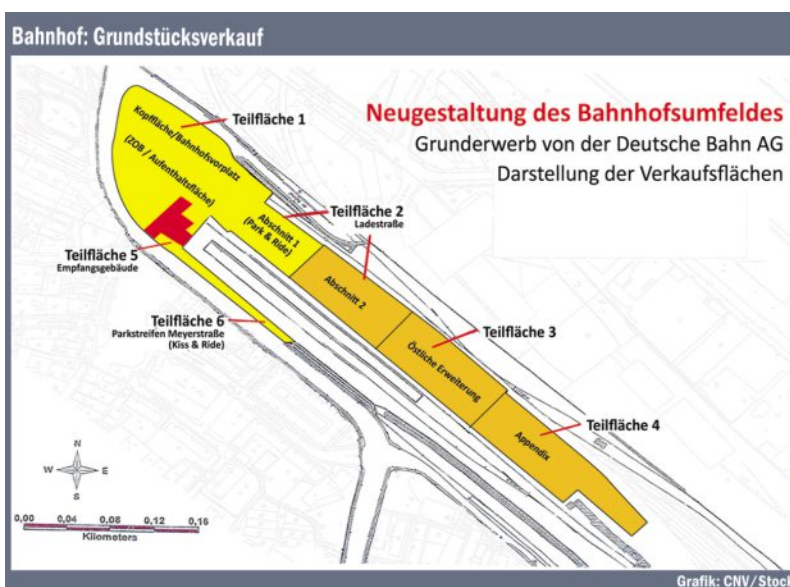 Bahnhof: Grundstücksverkauf
Neugestaltung des Bahnhofsumfeldes
Grunderwerb von der Deutsche Bahn AG
Darstellung der Verkaufsflächen
Teilfläche 1
Kopffläche/Bahnhofsvorplatz
(ZOB / Aufenthaltsfläche)
Teilfläche 2
Ladestraße
Abschnitt 1
(Park & Ride)
Teilfläche 5
Empfangsgebäude
Abschnitt 2
Teilfläche 6
Parkstreifen Meyerstraße
(Kiss & Ride)
Teilfläche 3
Östliche Erweiterung
Teilfläche 4
Appendix
N
W E
S
0,00 0,04 0,08 0,12 0,16
Kilometers
Grafik: CNV/Stock